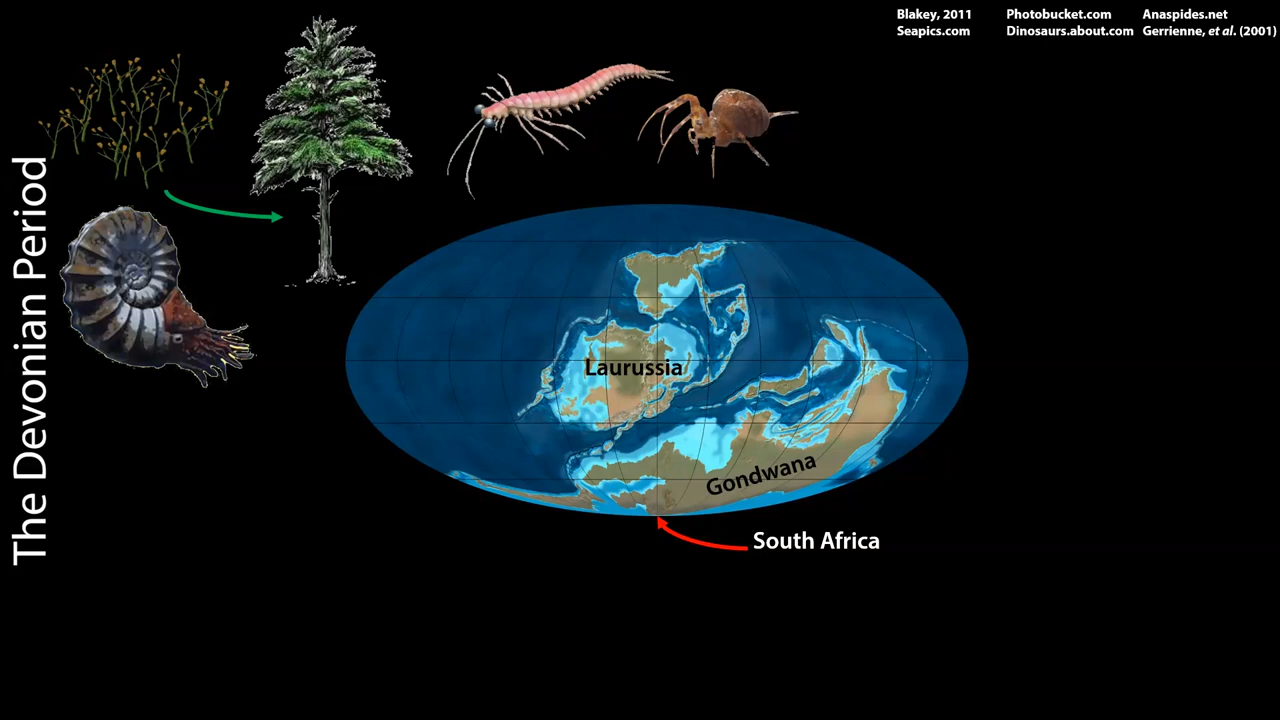 Blakey, 2011 Photobucket.com Anaspides.net
Seapics.com Dinosaurs.about.com Gerrienne, et al. (2001)
The Devonian Period
Laurussia
Gondwana
South Africa